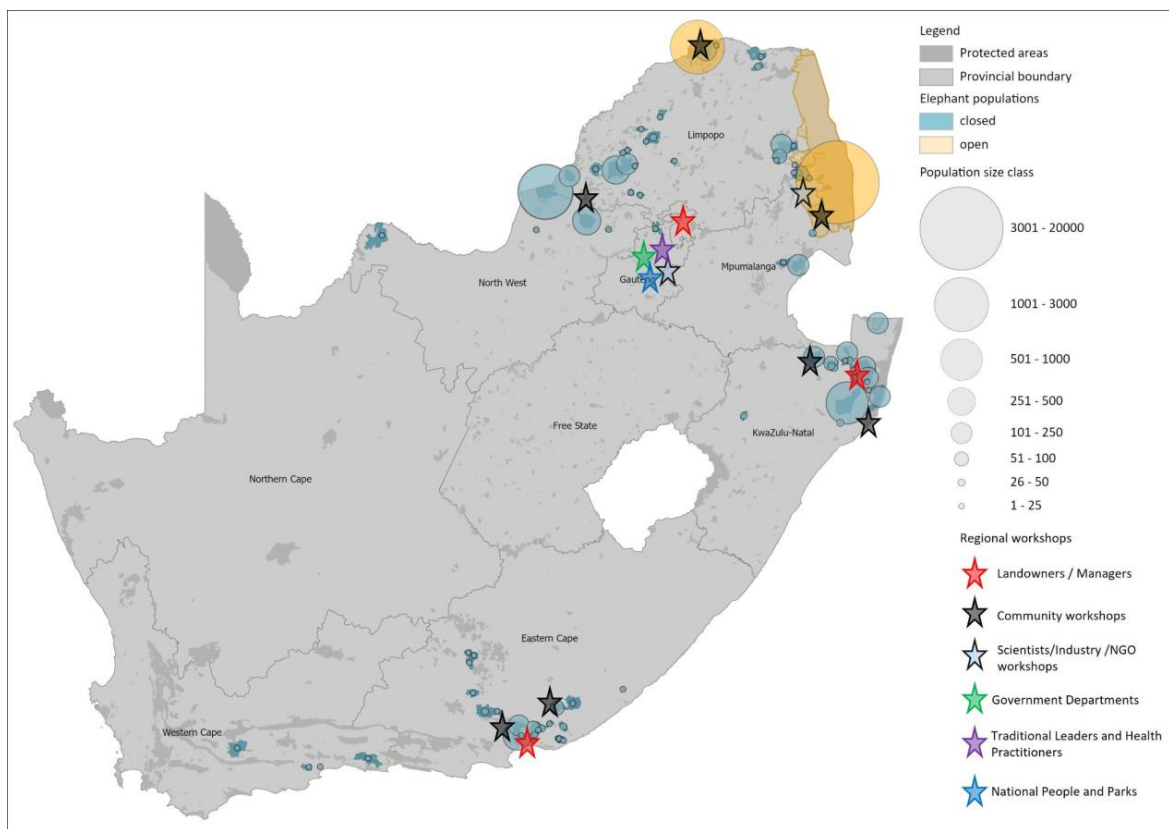 Legend
Protected areas
Provincial boundary
Elephant populations
closed
open
Population size class
3001 - 20000
1001 - 3000
501 - 1000
251 - 500
101 - 250
51 - 100
26 - 50
1 - 25
Regional workshops
Landowners / Managers
Community workshops
Scientists/Industry /NGO
workshops
Government Departments
Traditional Leaders and Health
Practitioners
National People and Parks
Limpopo
North West
Gauteng
Mpumalanga
Free State
KwaZulu-Natal
Northern Cape
Eastern Cape
Western Cape